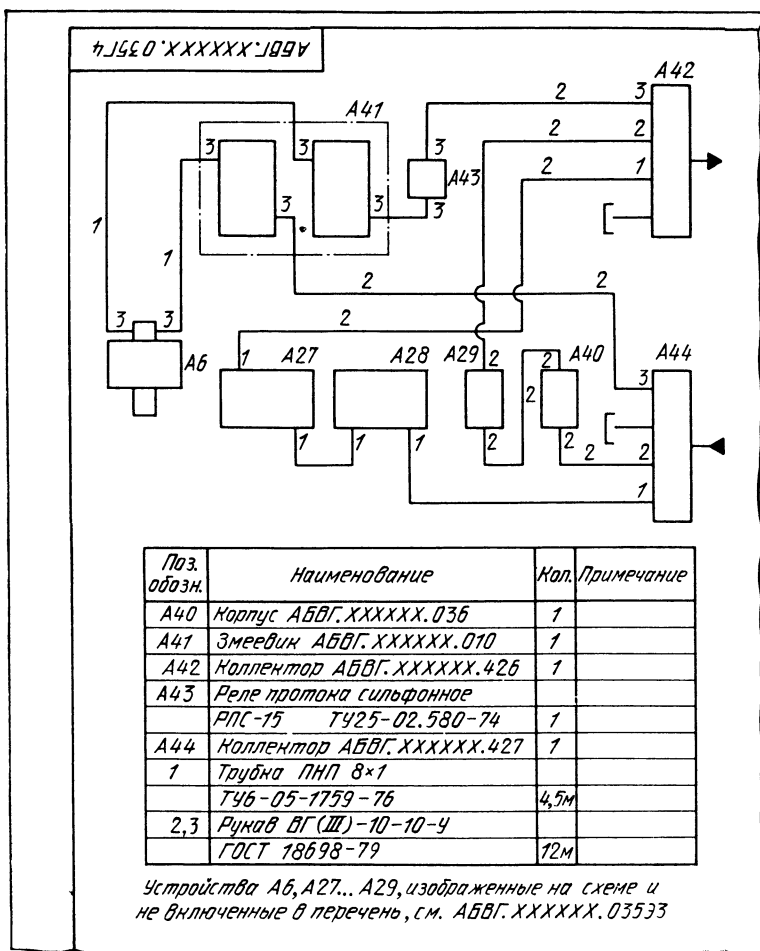 АБВГ.XXXXXX.035Г4
А42
А41
2
3
3
3
3
2
2
А43
2
1
3
3
3
1
1
2
2
2
3
3
А6
1
А27
А28
А29
2
2
А40
А44
3
2
1
1
1
2
2
2
2
1
Поз. обозн.
Наименование
Кол.
Примечание
А40 Корпус АБВГ.XXXXXX.036 1
А41 Змеевик АБВГ.XXXXXX.010 1
А42 Коллектор АБВГ.XXXXXX.426 1
А43 Реле протока сильфонное
РПС-15 ТУ25-02.580-74 1
А44 Коллектор АБВГ.XXXXXX.427 1
1 Трубка ПНП 8×1
ТУ6-05-1759-76 4,5м
2,3 Рукав ВГ(III)-10-10-У
ГОСТ 18698-79 12м
Устройства А6, А27... А29, изображенные на схеме и
не включенные в перечень, см. АБВГ.XXXXXX.035ЭЗ